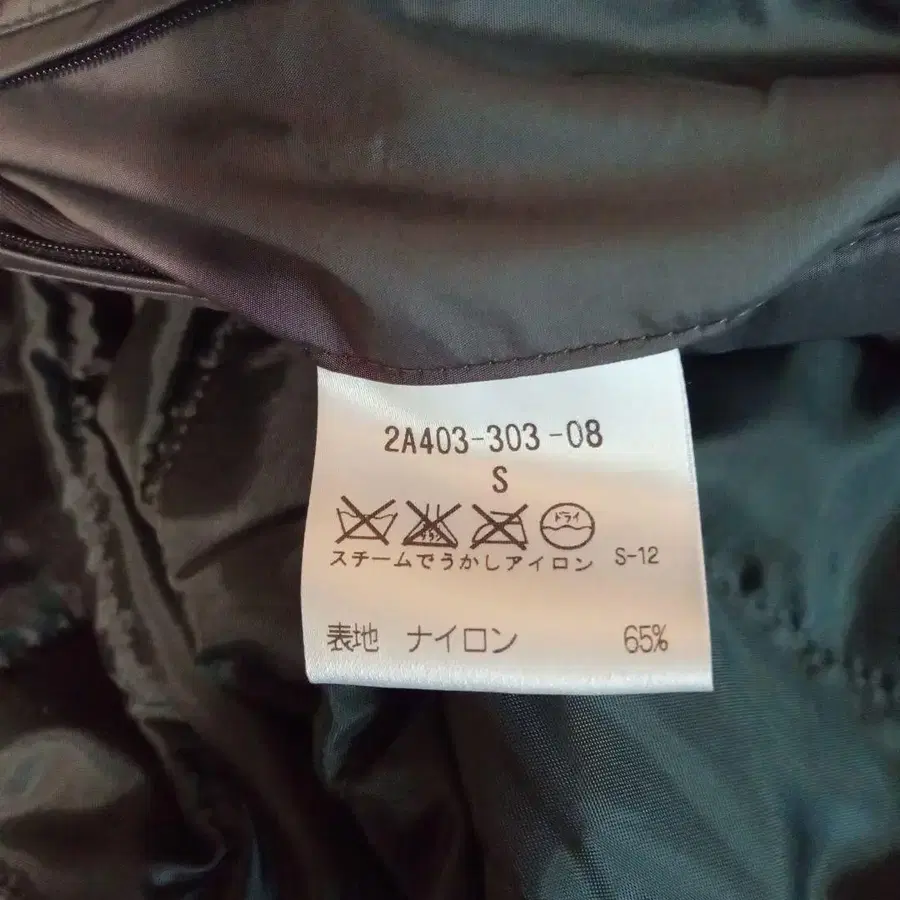 2A403-303-08
S
ドライ
スチームでうかしアイロン S-12
表地 ナイロン 65%